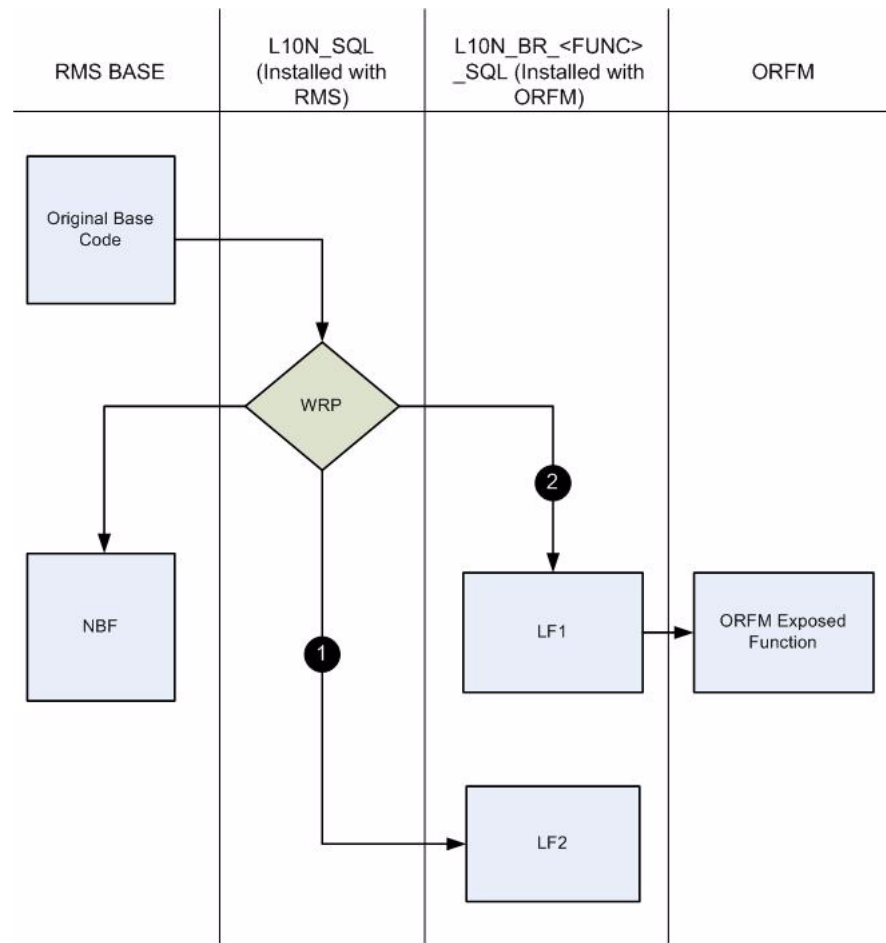 RMS BASE
L10N_SQL
(Installed with
RMS)
L10N_BR_<FUNC>
_SQL (Installed with
ORFM)
ORFM
Original Base
Code
WRP
2
NBF
LF1
ORFM Exposed
Function
1
LF2